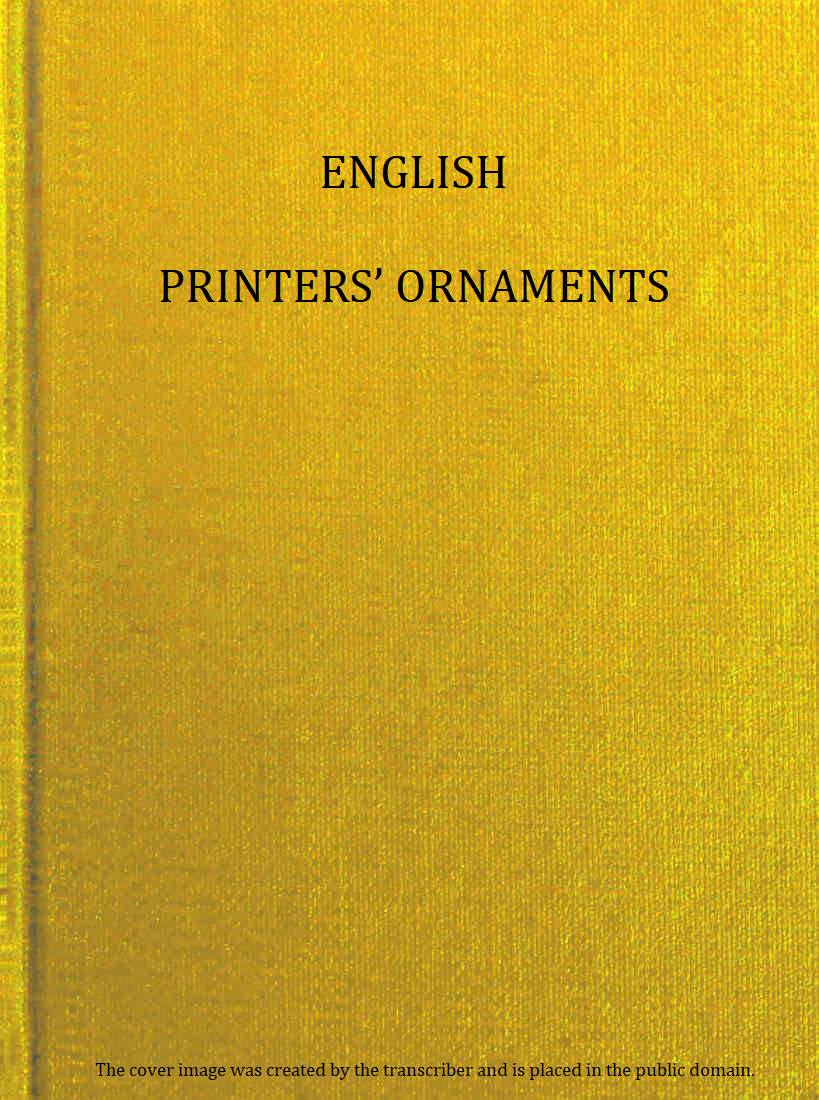 ENGLISH
PRINTERS’ ORNAMENTS
The cover image was created by the transcriber and is placed in the public domain.